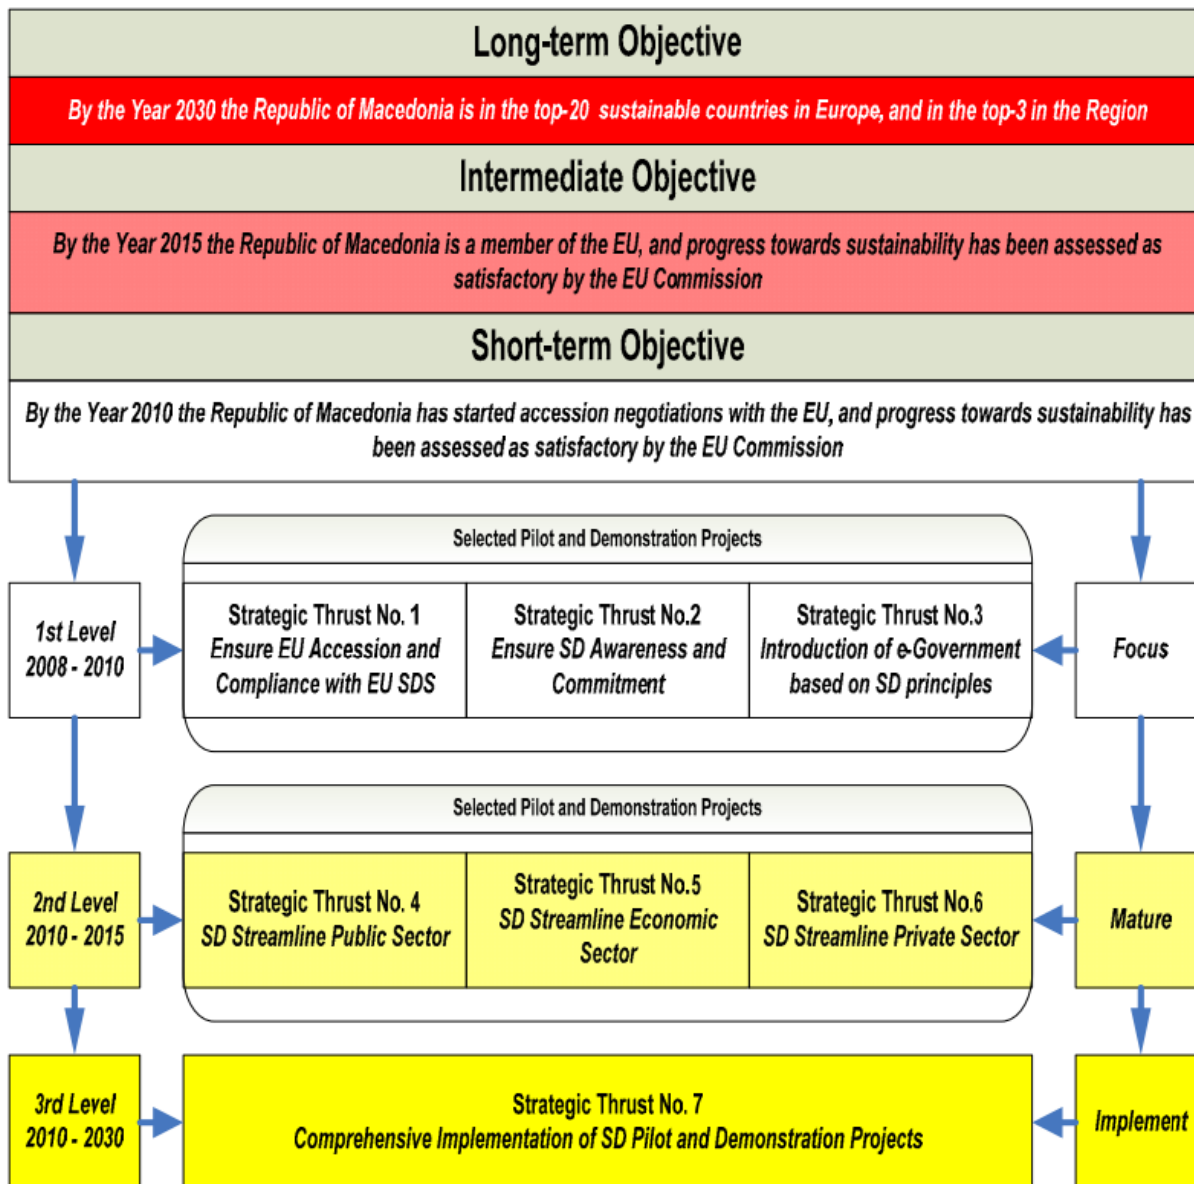 Long-term Objective
By the Year 2030 the Republic of Macedonia is in the top-20 sustainable countries in Europe, and in the top-3 in the Region
Intermediate Objective
By the Year 2015 the Republic of Macedonia is a member of the EU, and progress towards sustainability has been assessed as
satisfactory by the EU Commission
Short-term Objective
By the Year 2010 the Republic of Macedonia has started accession negotiations with the EU, and progress towards sustainability has
been assessed as satisfactory by the EU Commission
Selected Pilot and Demonstration Projects
1st Level
2008 - 2010
Strategic Thrust No. 1
Ensure EU Accession and
Compliance with EU SDS
Strategic Thrust No.2
Ensure SD Awareness and
Commitment
Strategic Thrust No.3
Introduction of e-Government
based on SD principles
Focus
Selected Pilot and Demonstration Projects
2nd Level
2010 - 2015
Strategic Thrust No. 4
SD Streamline Public Sector
Strategic Thrust No.5
SD Streamline Economic
Sector
Strategic Thrust No.6
SD Streamline Private Sector
Mature
3rd Level
2010 - 2030
Strategic Thrust No. 7
Comprehensive Implementation of SD Pilot and Demonstration Projects
Implement